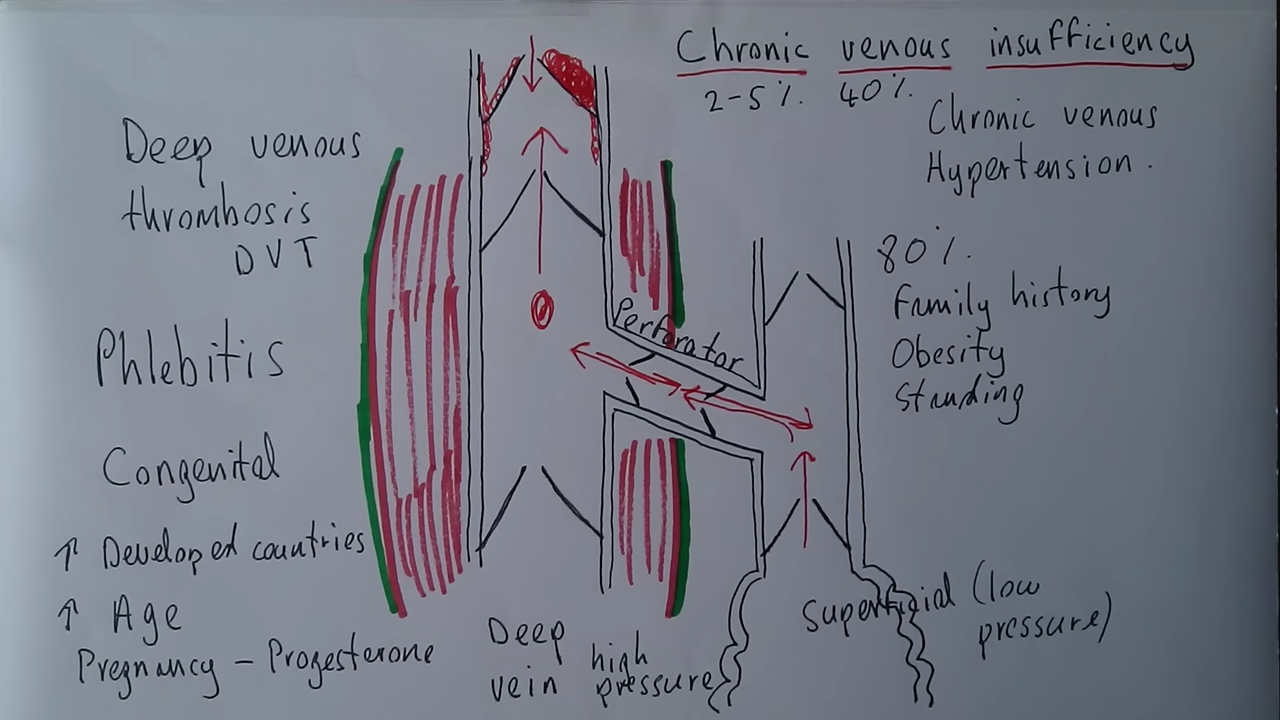 Chronic venous insufficiency
2-5 %. 40 %.
Chronic venous
Hypertension.
Deep venous
thrombosis
DVT
Phlebitis
Congenital
↑ Developed countries
↑ Age
Pregnancy - Progesterone
Perforator
80 %.
Family history
Obesity
Standing
Deep
vein
high
pressure
Superficial (low
pressure)